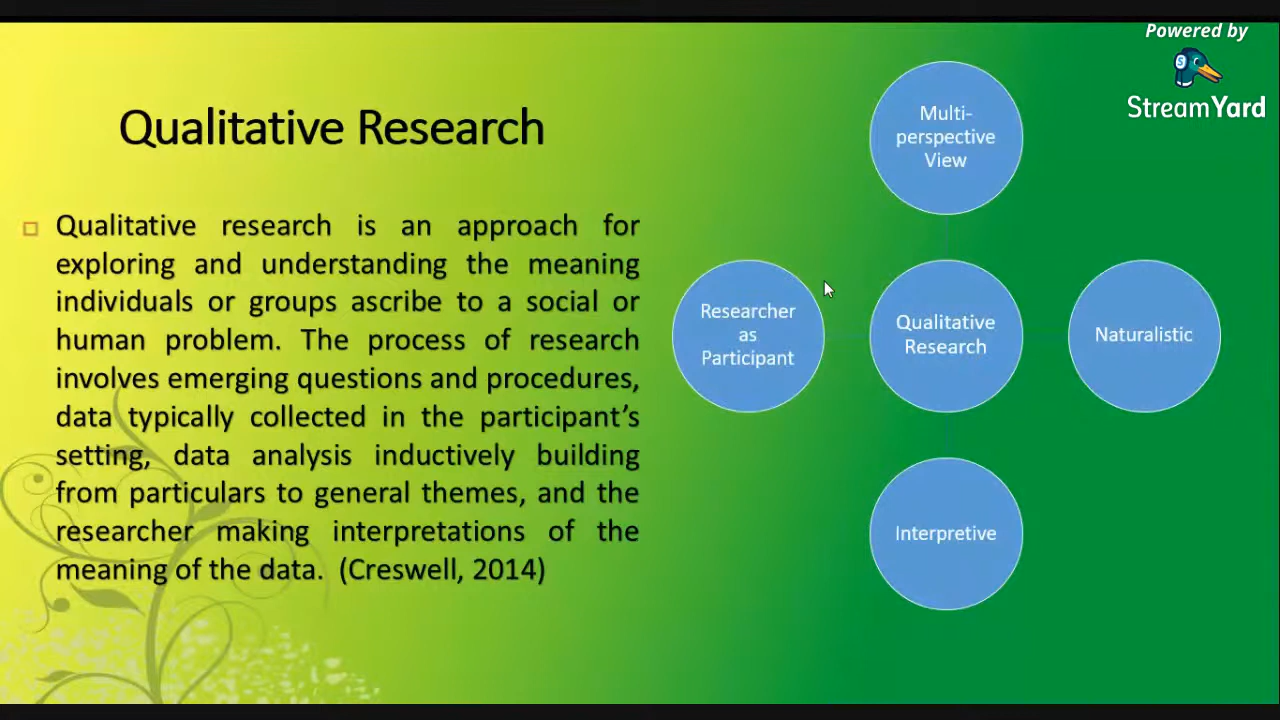 Powered by
StreamYard
Qualitative Research
Qualitative research is an approach for
exploring and understanding the meaning
individuals or groups ascribe to a social or
human problem. The process of research
involves emerging questions and procedures,
data typically collected in the participant’s
setting, data analysis inductively building
from particulars to general themes, and the
researcher making interpretations of the
meaning of the data. (Creswell, 2014)
Multi-
perspective
View
Researcher
as
Participant
Qualitative
Research
Naturalistic
Interpretive